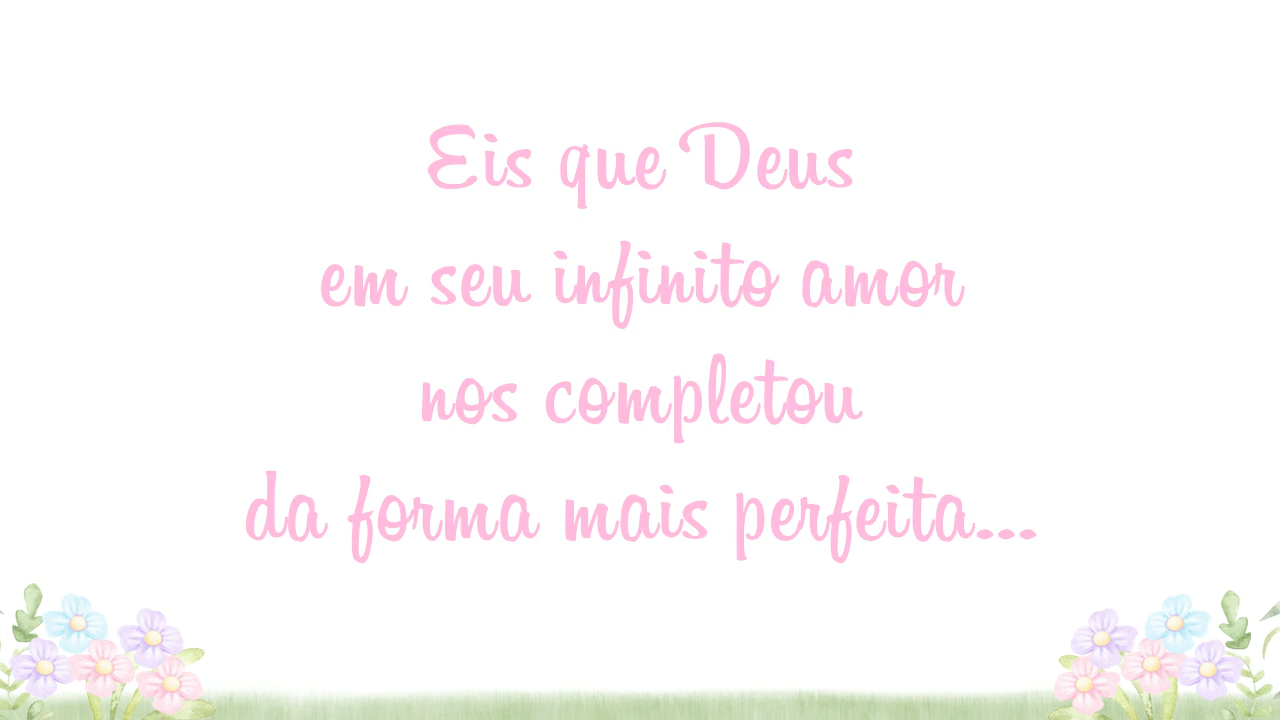 Eis que Deus
em seu infinito amor
nos completou
da forma mais perfeita...